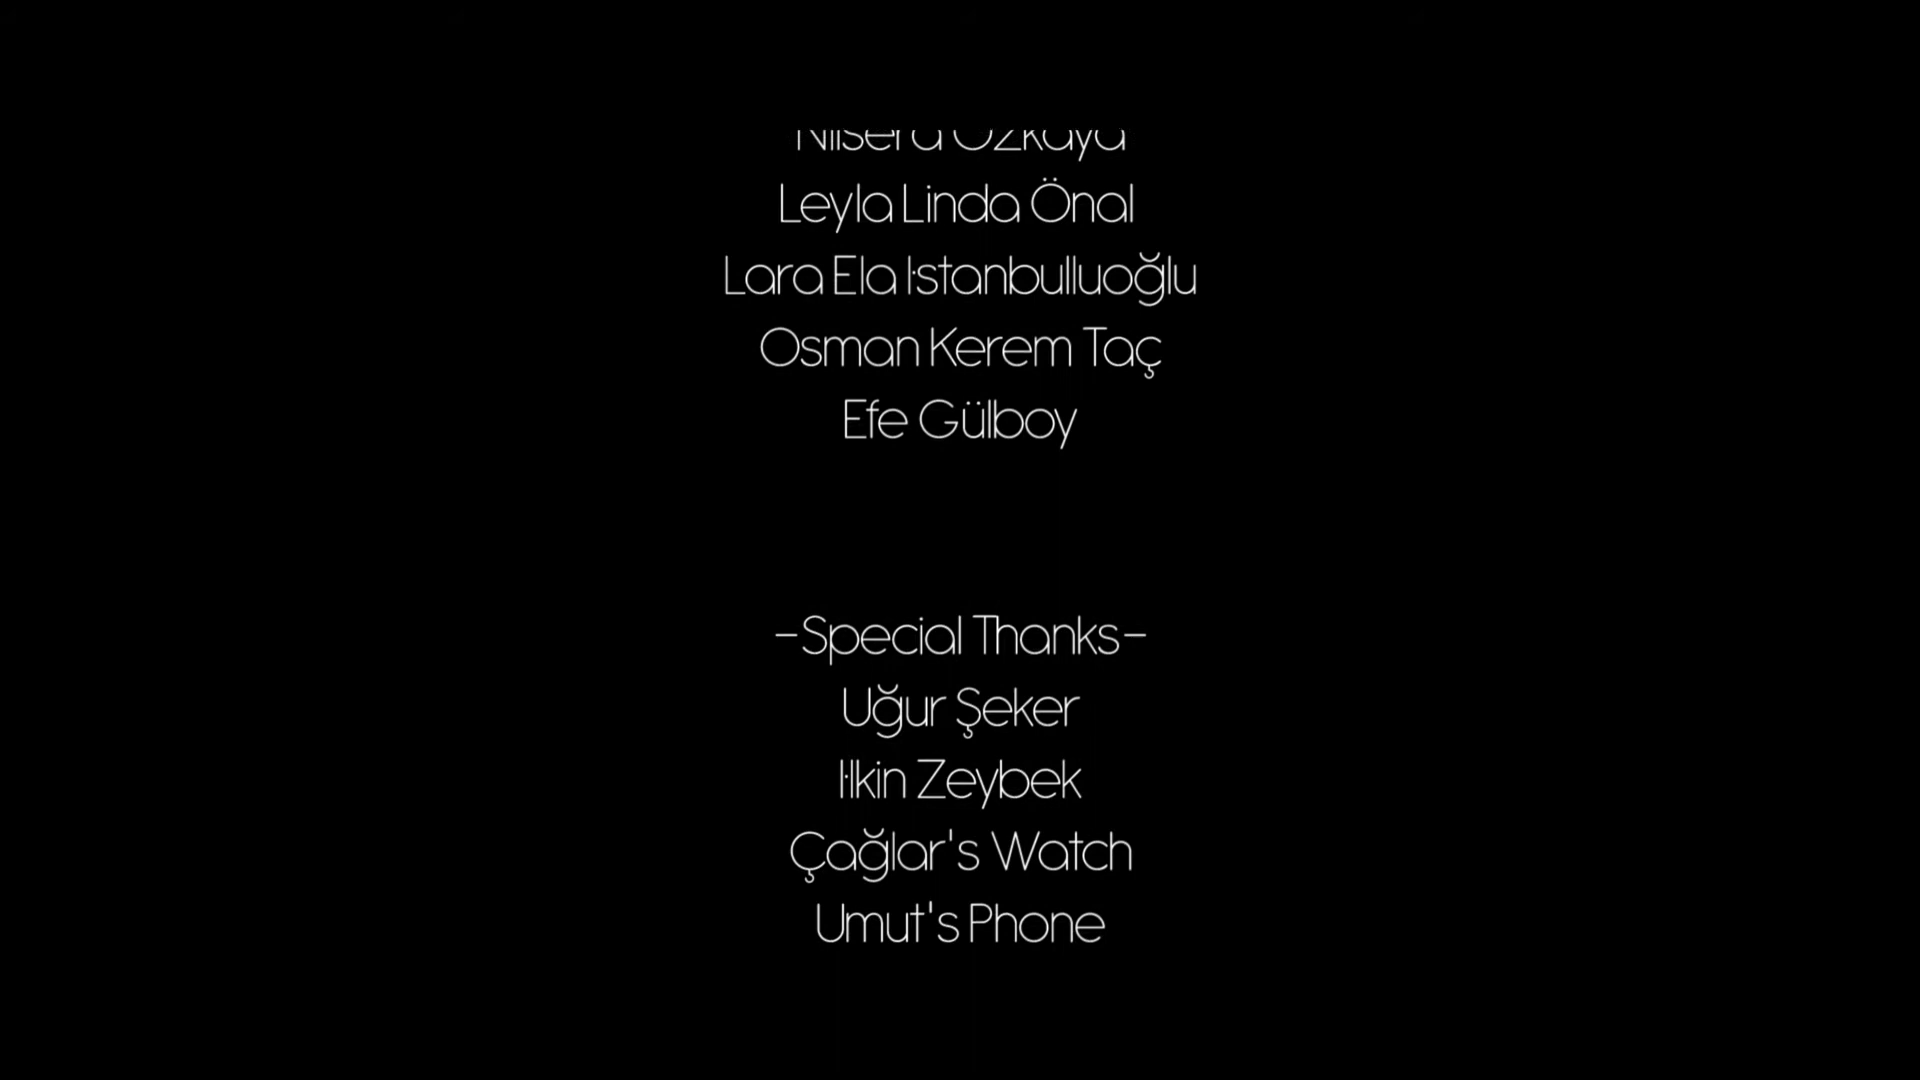 Leyla Linda Önal
Lara Ela İstanbulluoğlu
Osman Kerem Taç
Efe Gülboy
-Special Thanks-
Uğur Şeker
İlkin Zeybek
Çağlar's Watch
Umut's Phone